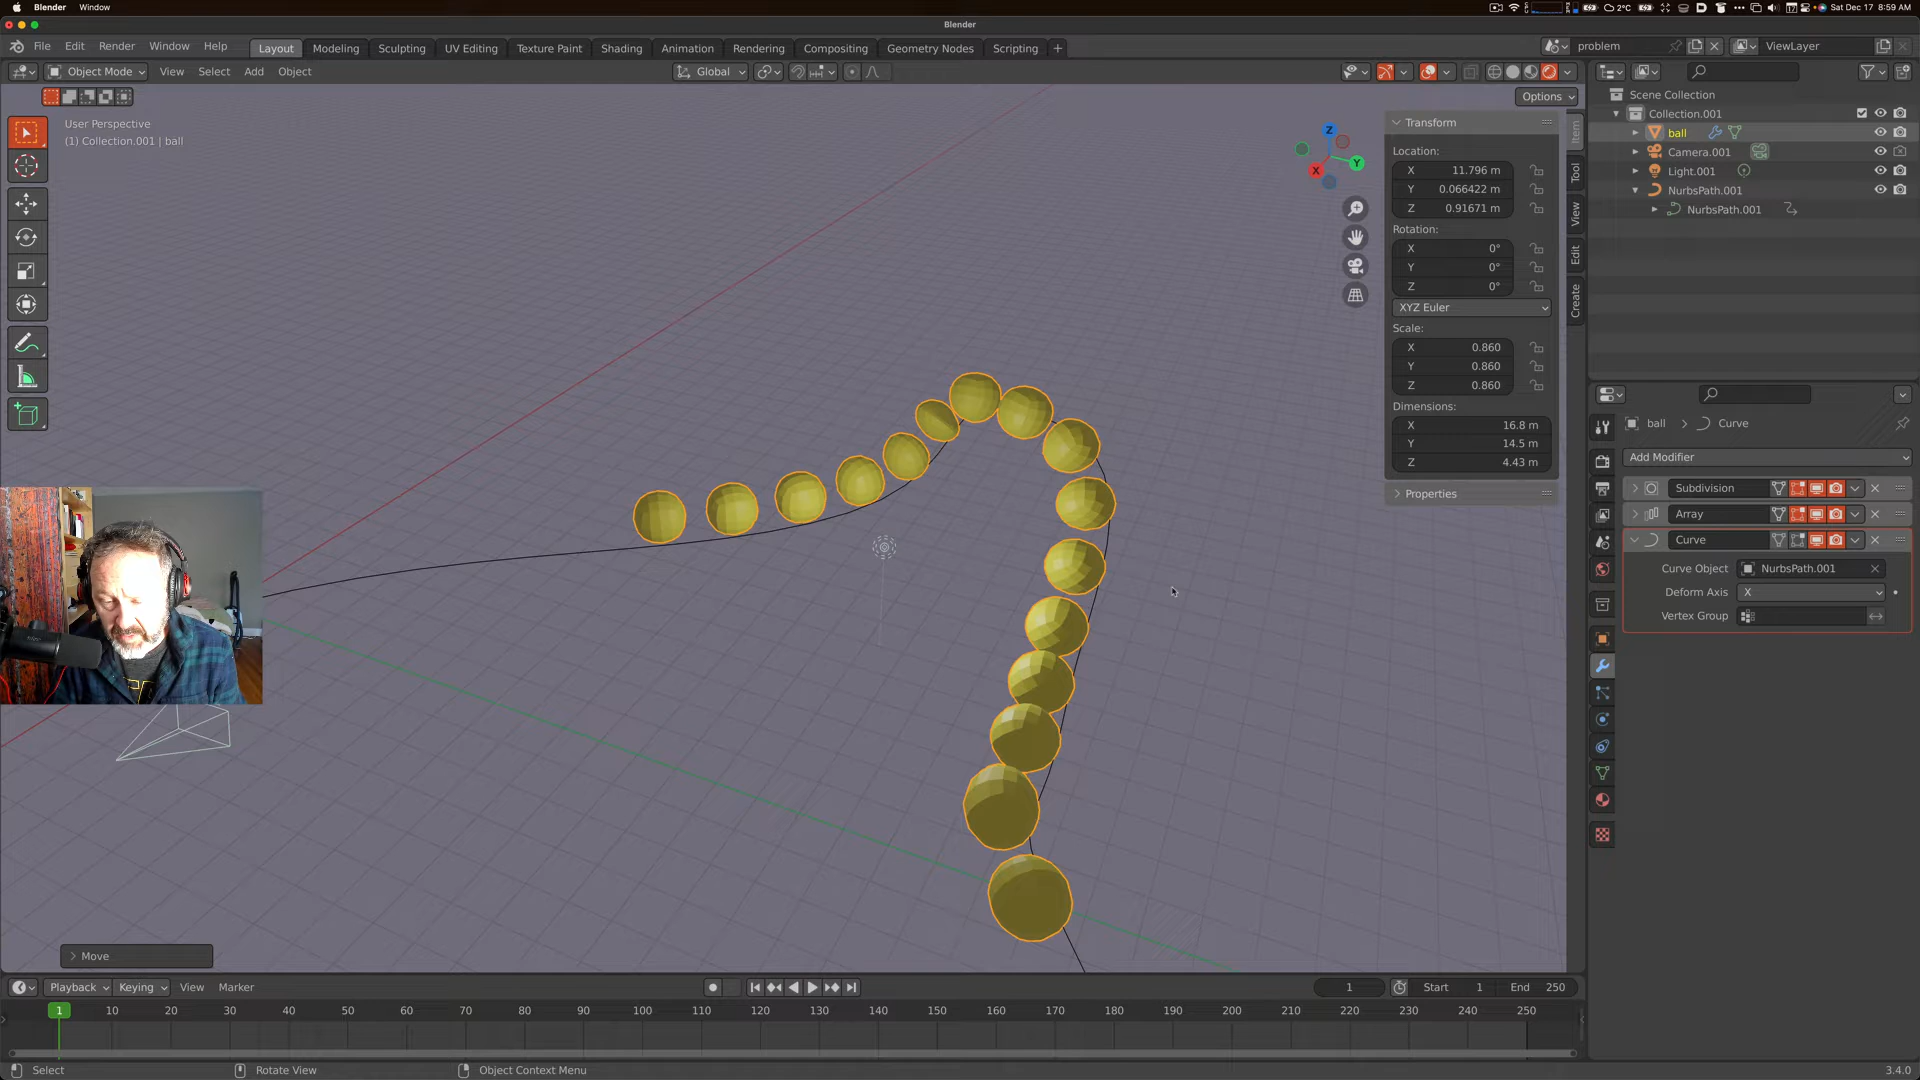 Blender Window
2°C Sat Dec 17 8:59 AM
Blender
File Edit Render Window Help
Layout Modeling Sculpting UV Editing Texture Paint Shading Animation Rendering Compositing Geometry Nodes Scripting +
problem
ViewLayer
Object Mode View Select Add Object
Global
Options
User Perspective
(1) Collection.001 | ball
Z
Y
X
Transform
Location:
X 11.796 m
Y 0.066422 m
Z 0.91671 m
Rotation:
X 0°
Y 0°
Z 0°
XYZ Euler
Scale:
X 0.860
Y 0.860
Z 0.860
Dimensions:
X 16.8 m
Y 14.5 m
Z 4.43 m
Properties
Item
Tool
View
Edit
Create
Scene Collection
Collection.001
ball
Camera.001
Light.001
NurbsPath.001
NurbsPath.001
ball > Curve
Add Modifier
Subdivision
Array
Curve
Curve Object NurbsPath.001
Deform Axis X
Vertex Group
Move
Playback Keying View Marker
1 Start 1 End 250
1 10 20 30 40 50 60 70 80 90 100 110 120 130 140 150 160 170 180 190 200 210 220 230 240 250
Select Rotate View Object Context Menu
3.4.0